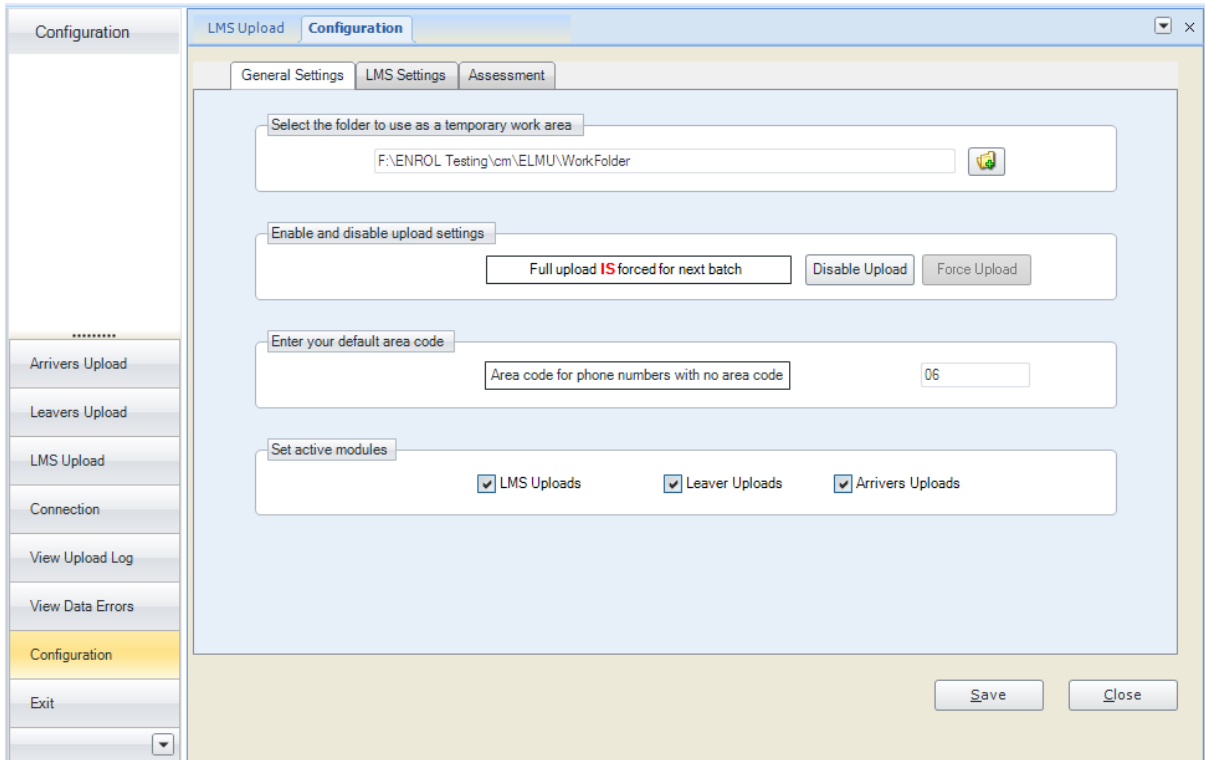 Configuration
LMS Upload Configuration
General Settings LMS Settings Assessment
Select the folder to use as a temporary work area
F:\ENROL Testing\cm\ELMU\WorkFolder
Enable and disable upload settings
Full upload IS forced for next batch Disable Upload Force Upload
Enter your default area code
Area code for phone numbers with no area code 06
Set active modules
LMS Uploads Leaver Uploads Arrivers Uploads
Arrivers Upload
Leavers Upload
LMS Upload
Connection
View Upload Log
View Data Errors
Configuration
Exit
Save Close